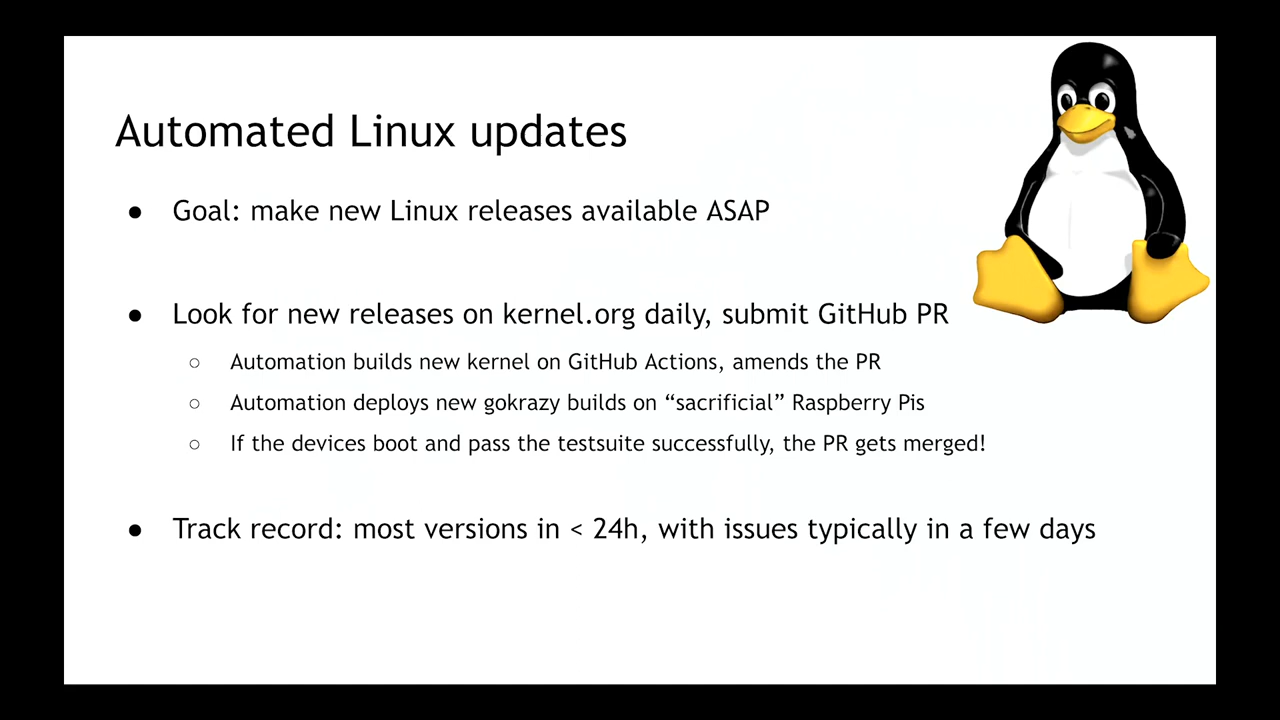 Automated Linux updates
● Goal: make new Linux releases available ASAP
● Look for new releases on kernel.org daily, submit GitHub PR
○ Automation builds new kernel on GitHub Actions, amends the PR
○ Automation deploys new gokrazy builds on “sacrificial” Raspberry Pis
○ If the devices boot and pass the testsuite successfully, the PR gets merged!
● Track record: most versions in < 24h, with issues typically in a few days